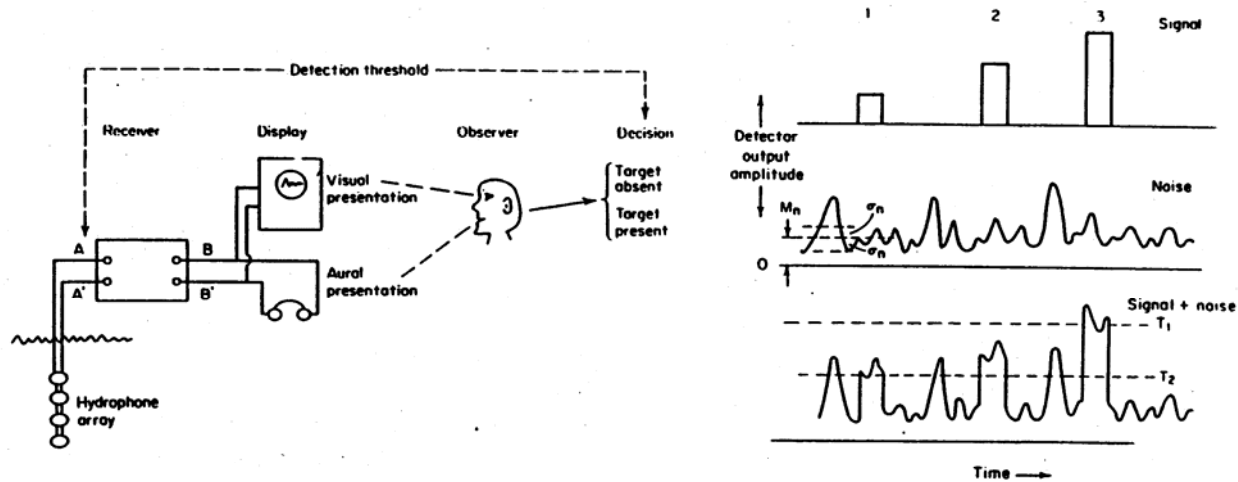 Detection threshold
Receiver
Display
Observer
Decision
Visual
presentation
Target
absent
Target
present
A
B
A'
B'
Aural
presentation
Hydrophone
array
1
2
3
Signal
Detector
output
amplitude
Noise
Mₙ
σₙ
σₙ
O
Signal + noise
T₁
T₂
Time